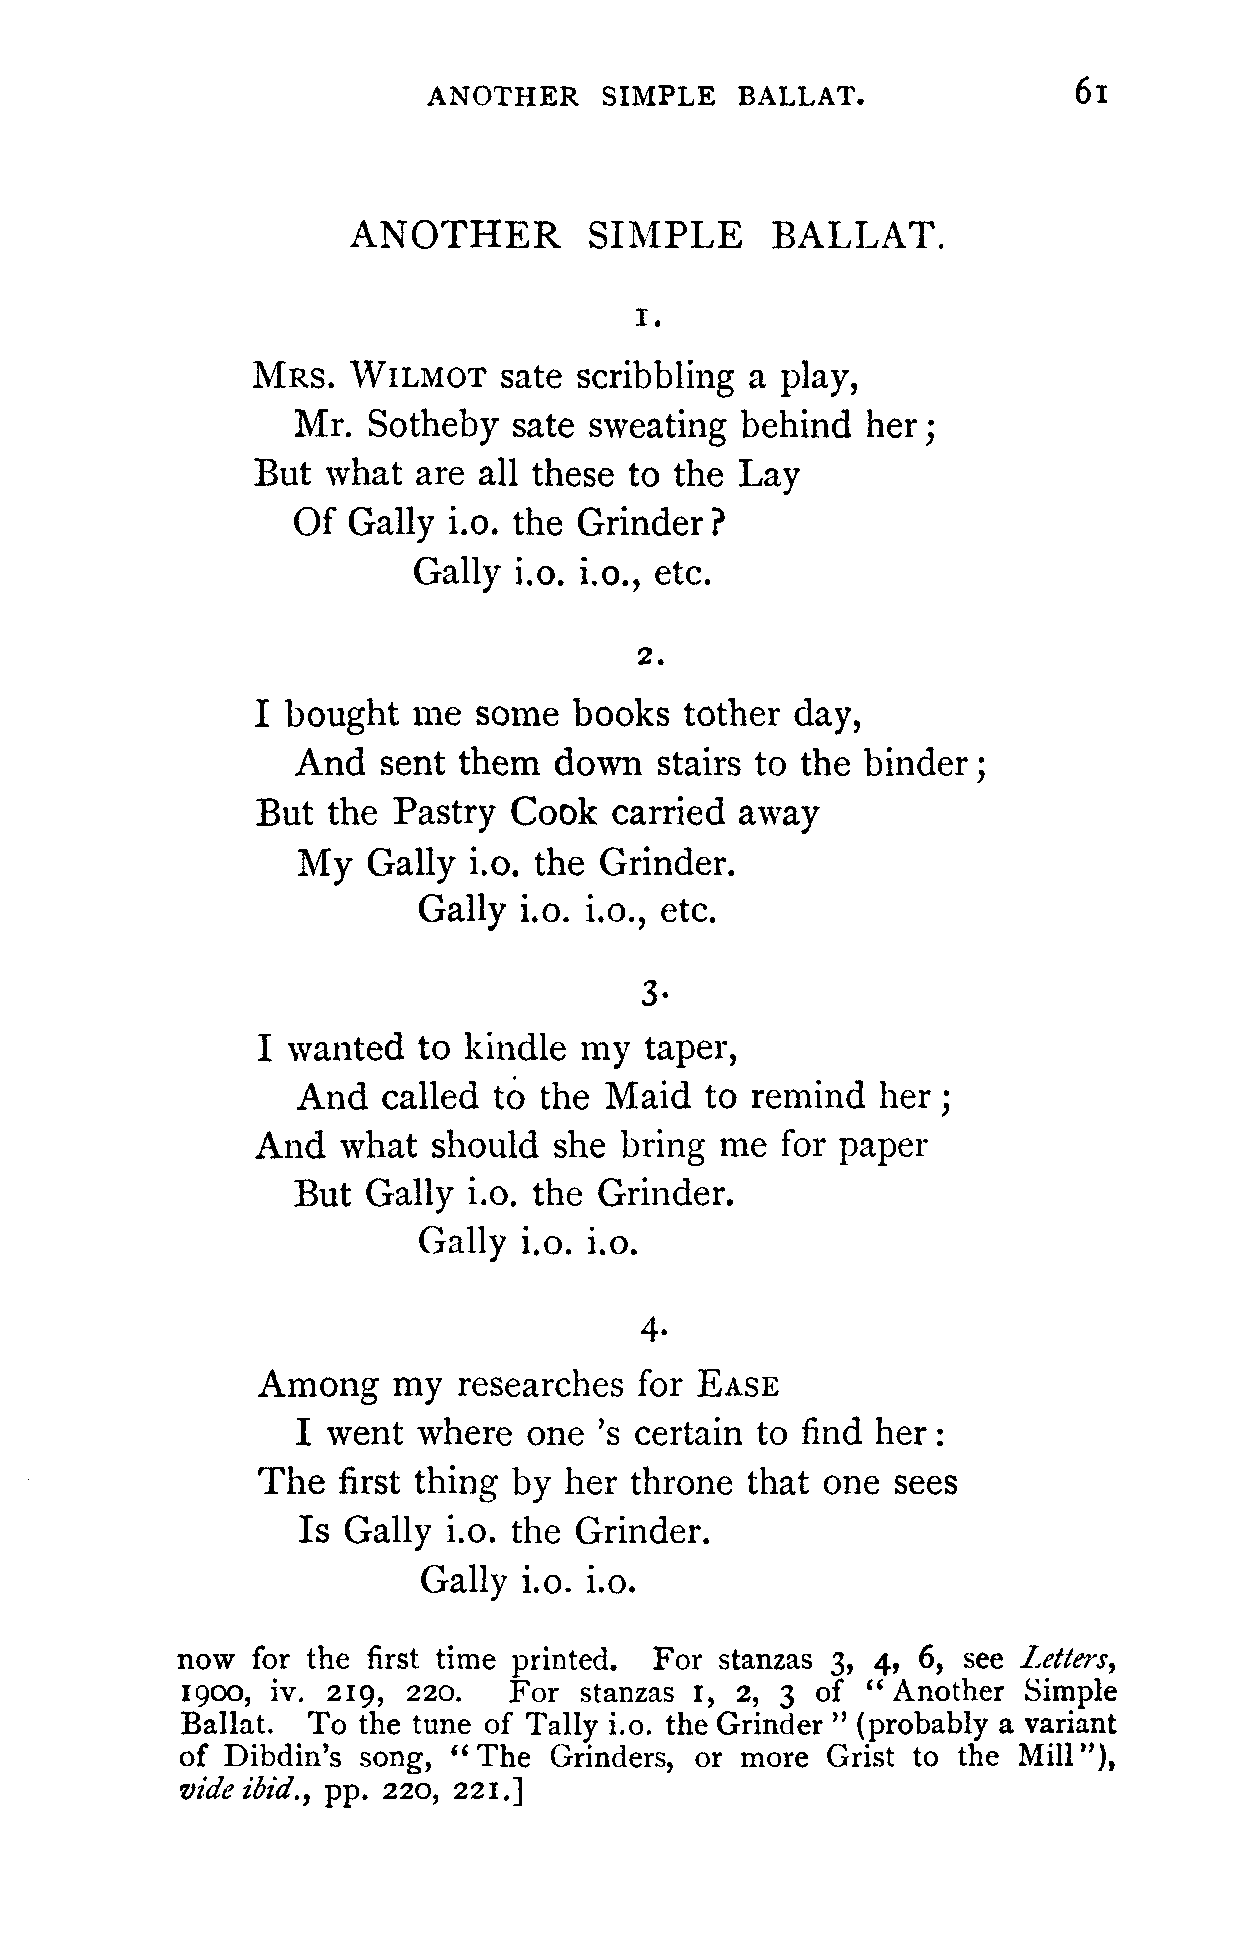 ANOTHER SIMPLE BALLAT. 61
ANOTHER SIMPLE BALLAT.
1.
MRS. WILMOT sate scribbling a play,
Mr. Sotheby sate sweating behind her;
But what are all these to the Lay
Of Gally i.o. the Grinder?
Gally i.o. i.o., etc.
2.
I bought me some books tother day,
And sent them down stairs to the binder;
But the Pastry Cook carried away
My Gally i.o. the Grinder.
Gally i.o. i.o., etc.
3.
I wanted to kindle my taper,
And called to the Maid to remind her;
And what should she bring me for paper
But Gally i.o. the Grinder.
Gally i.o. i.o.
4.
Among my researches for EASE
I went where one 's certain to find her:
The first thing by her throne that one sees
Is Gally i.o. the Grinder.
Gally i.o. i.o.
now for the first time printed. For stanzas 3, 4, 6, see Letters,
1900, iv. 219, 220. For stanzas 1, 2, 3 of "Another Simple
Ballat. To the tune of Tally i.o. the Grinder" (probably a variant
of Dibdin's song, "The Grinders, or more Grist to the Mill"),
vide ibid., pp. 220, 221.]